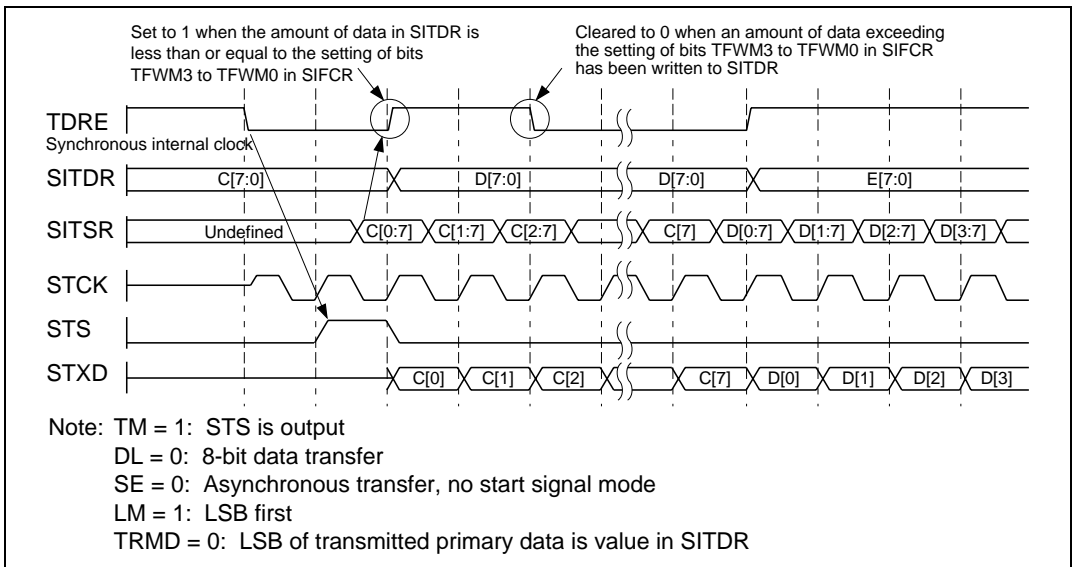 Set to 1 when the amount of data in SITDR is
less than or equal to the setting of bits
TFWM3 to TFWM0 in SIFCR
Cleared to 0 when an amount of data exceeding
the setting of bits TFWM3 to TFWM0 in SIFCR
has been written to SITDR
TDRE
Synchronous internal clock
SITDR C[7:0] D[7:0] D[7:0] E[7:0]
SITSR Undefined C[0:7] C[1:7] C[2:7] C[7] D[0:7] D[1:7] D[2:7] D[3:7]
STCK
STS
STXD C[0] C[1] C[2] C[7] D[0] D[1] D[2] D[3]
Note: TM = 1: STS is output
DL = 0: 8-bit data transfer
SE = 0: Asynchronous transfer, no start signal mode
LM = 1: LSB first
TRMD = 0: LSB of transmitted primary data is value in SITDR